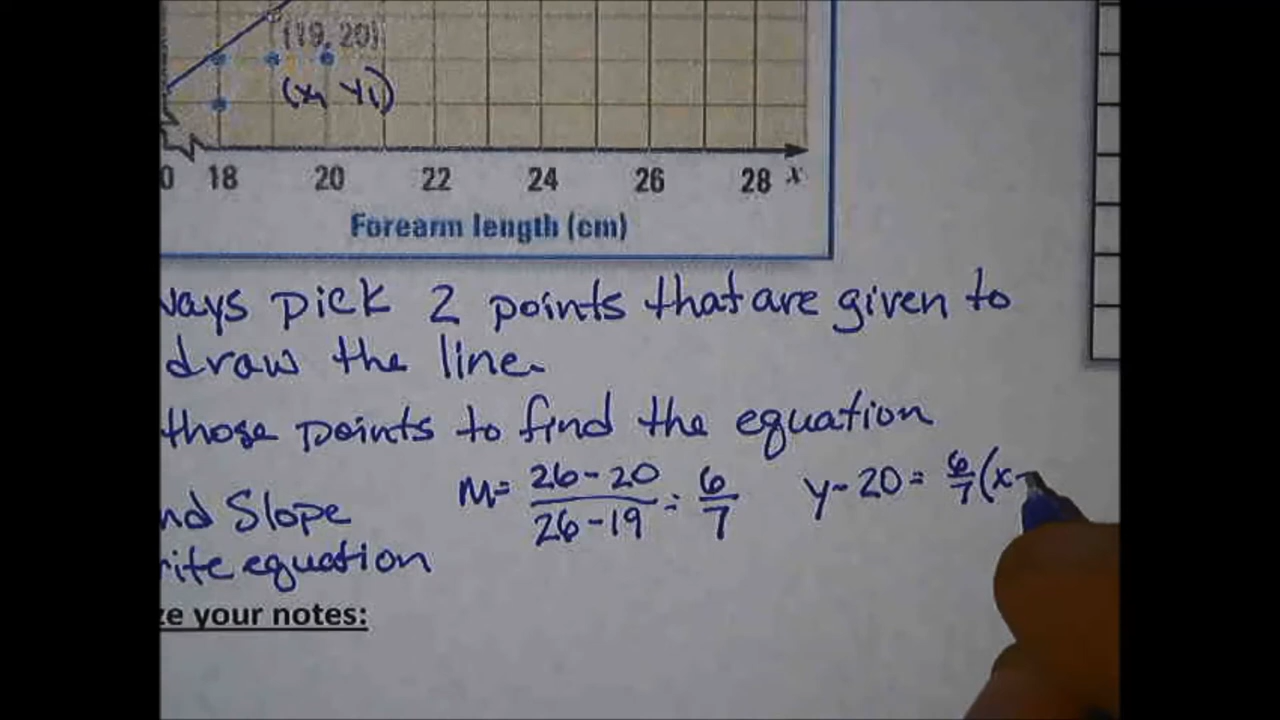 (19, 20)
(x1 y1)
0 18 20 22 24 26 28 x
Forearm length (cm)
ways pick 2 points that are given to
draw the line.
those points to find the equation
nd Slope
m = 26-20 / 26-19 = 6/7
y - 20 = 6/7 (x -
rite equation
ze your notes: